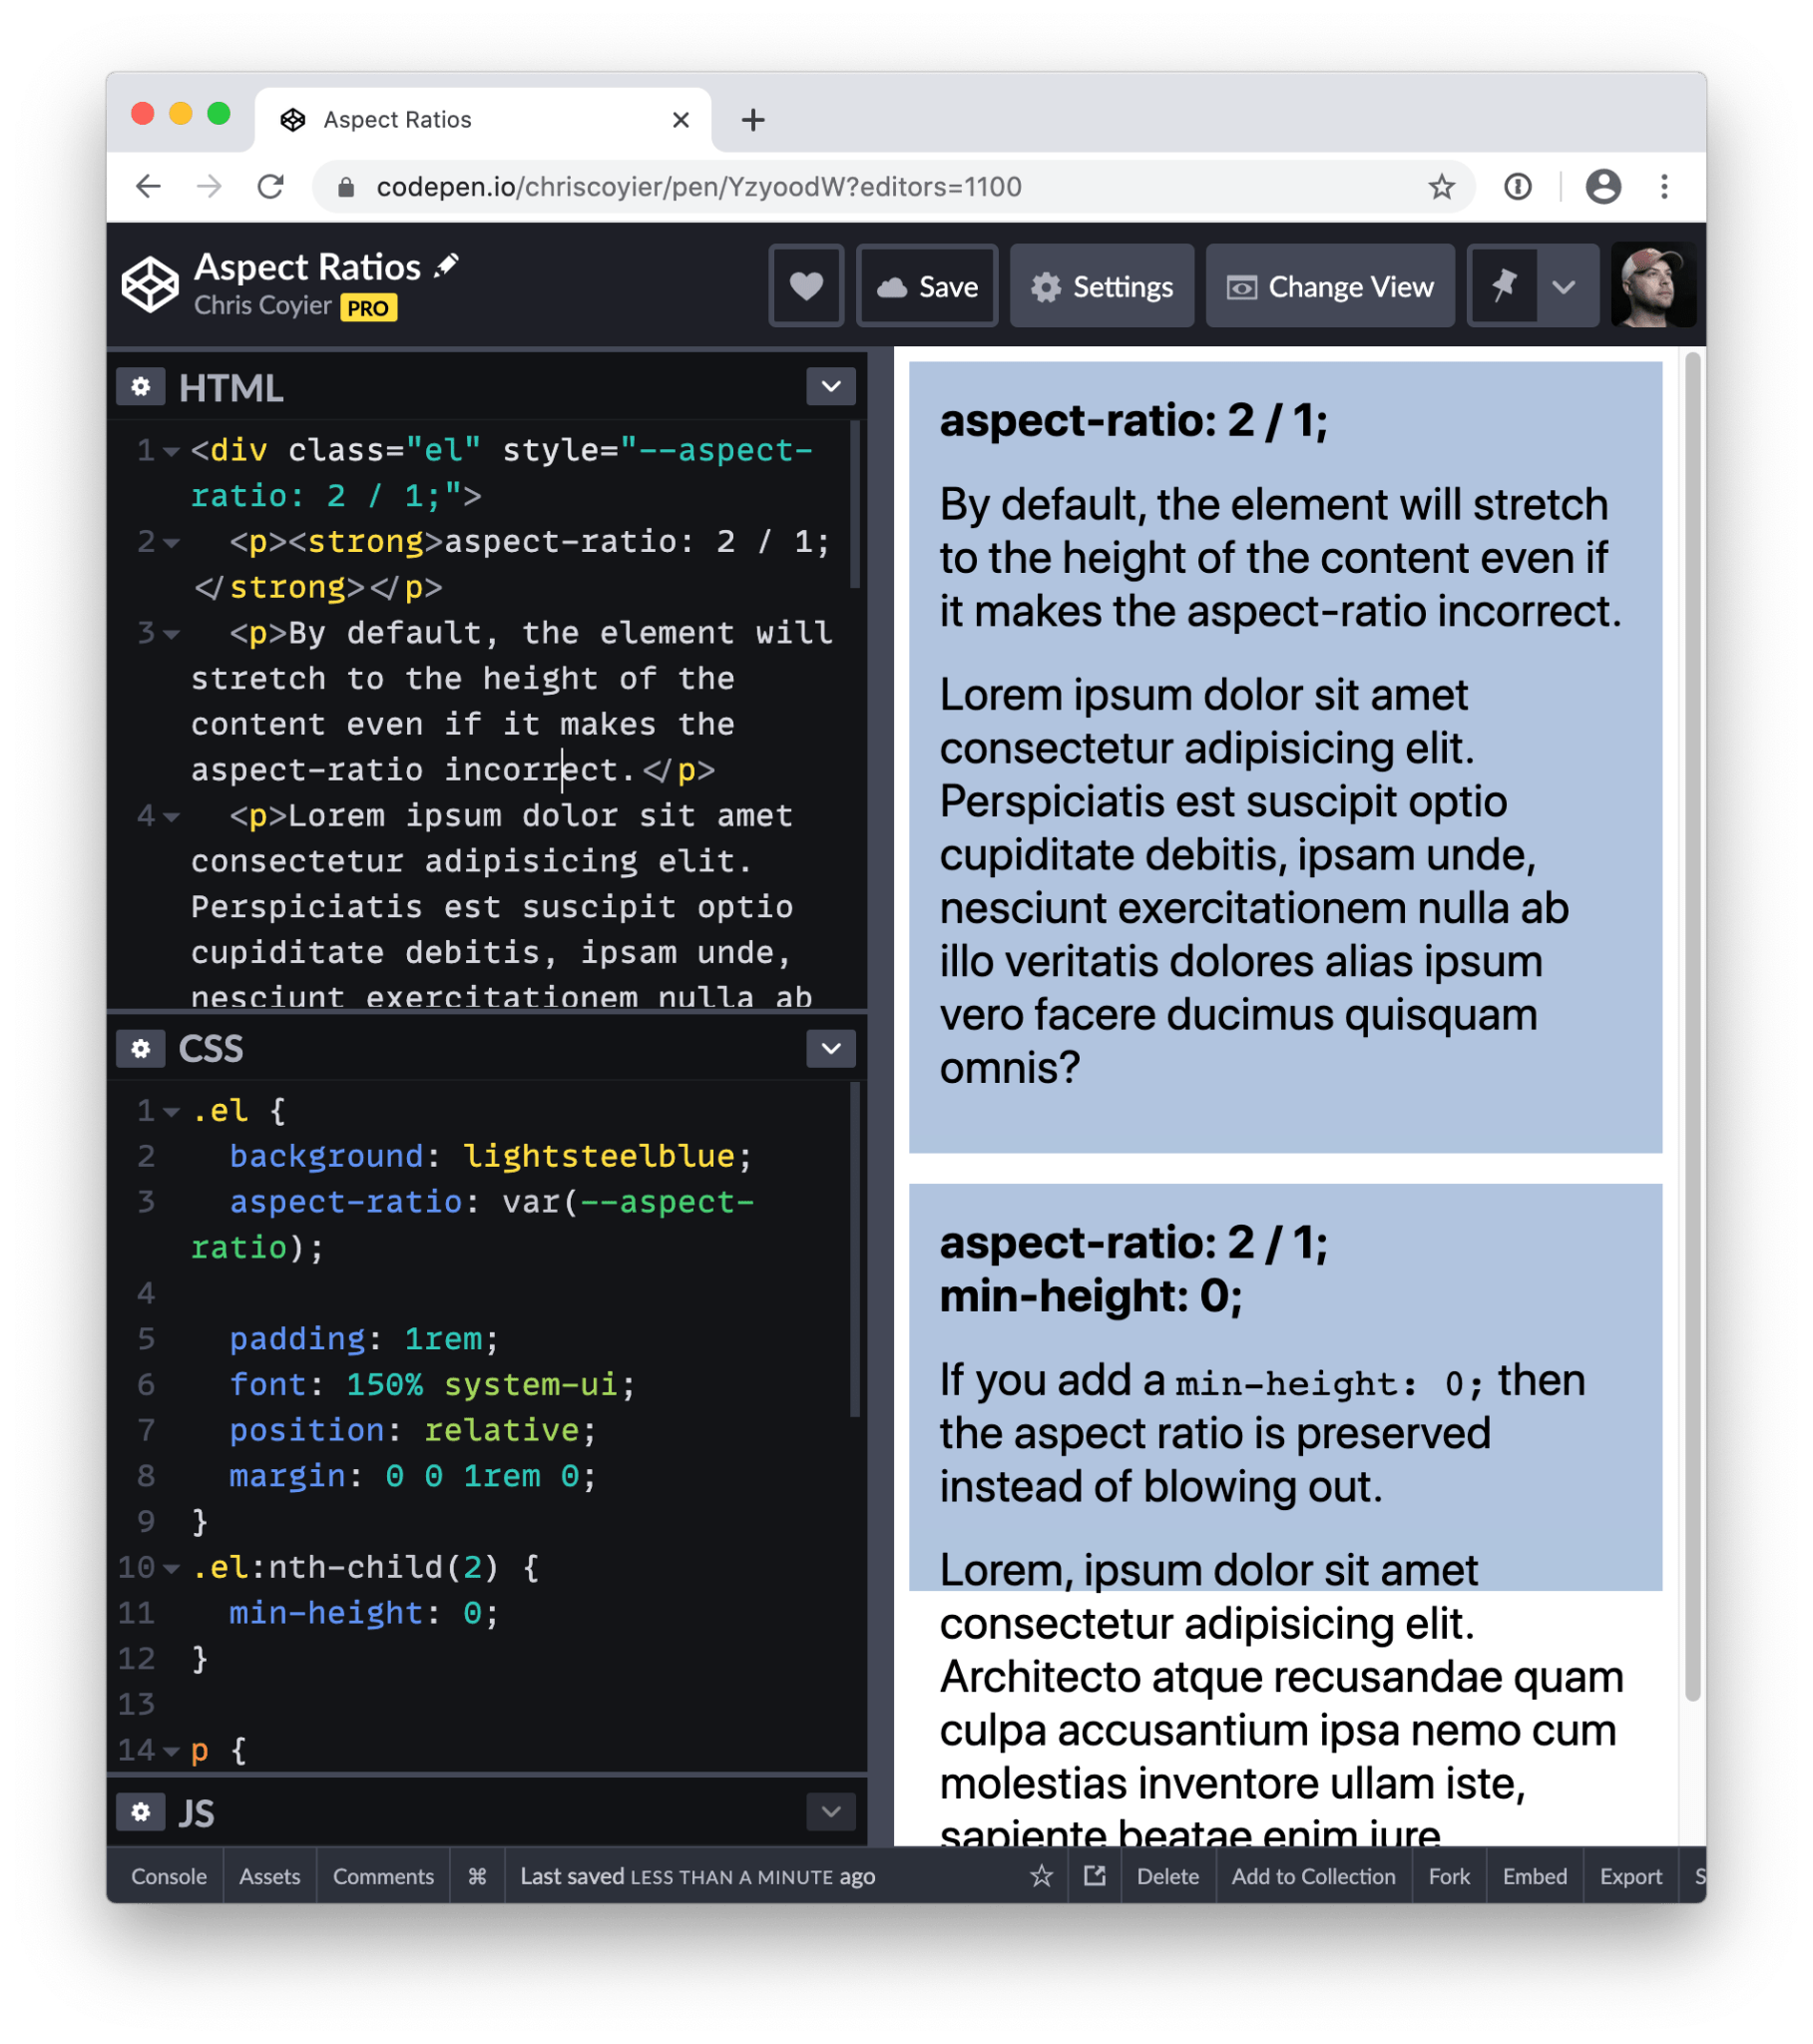 Aspect Ratios
codepen.io/chriscoyier/pen/YzyoodW?editors=1100
Aspect Ratios
Chris Coyier PRO
Save
Settings
Change View
HTML
1 <div class="el" style="--aspect-
ratio: 2 / 1;">
2 <p><strong>aspect-ratio: 2 / 1;
</strong></p>
3 <p>By default, the element will
stretch to the height of the
content even if it makes the
aspect-ratio incorrect.</p>
4 <p>Lorem ipsum dolor sit amet
consectetur adipisicing elit.
Perspiciatis est suscipit optio
cupiditate debitis, ipsam unde,
nesciunt exercitationem nulla ab
CSS
1 .el {
2 background: lightsteelblue;
3 aspect-ratio: var(--aspect-
ratio);
4
5 padding: 1rem;
6 font: 150% system-ui;
7 position: relative;
8 margin: 0 0 1rem 0;
9 }
10 .el:nth-child(2) {
11 min-height: 0;
12 }
13
14 p {
JS
aspect-ratio: 2 / 1;
By default, the element will stretch
to the height of the content even if
it makes the aspect-ratio incorrect.
Lorem ipsum dolor sit amet
consectetur adipisicing elit.
Perspiciatis est suscipit optio
cupiditate debitis, ipsam unde,
nesciunt exercitationem nulla ab
illo veritatis dolores alias ipsum
vero facere ducimus quisquam
omnis?
aspect-ratio: 2 / 1;
min-height: 0;
If you add a min-height: 0; then
the aspect ratio is preserved
instead of blowing out.
Lorem, ipsum dolor sit amet
consectetur adipisicing elit.
Architecto atque recusandae quam
culpa accusantium ipsa nemo cum
molestias inventore ullam iste,
sapiente beatae enim iure
Console
Assets
Comments
⌘
Last saved LESS THAN A MINUTE ago
Delete
Add to Collection
Fork
Embed
Export